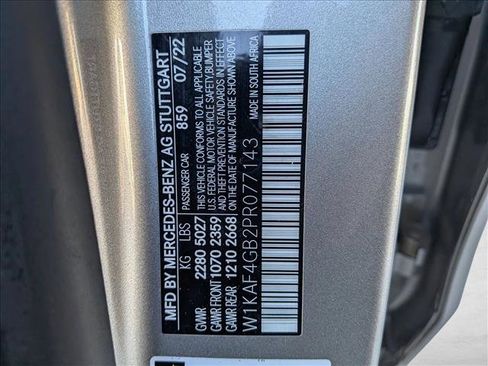 MFD BY MERCEDES-BENZ AG STUTTGART
PASSENGER CAR 859 07/22
KG LBS
GVWR 2280 5027
GAWR FRONT 1070 2359
GAWR REAR 1210 2668
THIS VEHICLE CONFORMS TO ALL APPLICABLE
U.S. FEDERAL MOTOR VEHICLE SAFETY,BUMPER
AND THEFT PREVENTION STANDARDS IN EFFECT
ON THE DATE OF MANUFACTURE SHOWN ABOVE
W1KAF4GB2PR077143 MADE IN SOUTH AFRICA